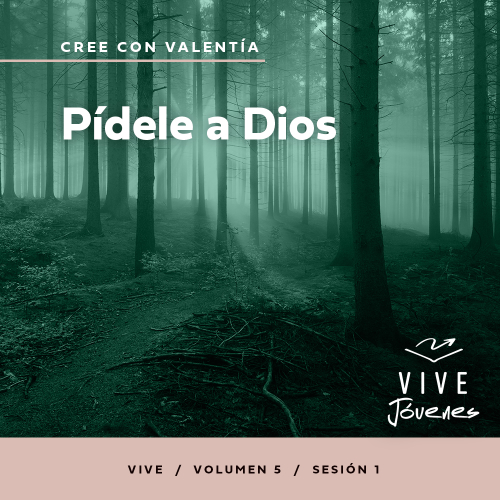 CREE CON VALENTÍA
Pídele a Dios
VIVE
Jóvenes
VIVE / VOLUMEN 5 / SESIÓN 1